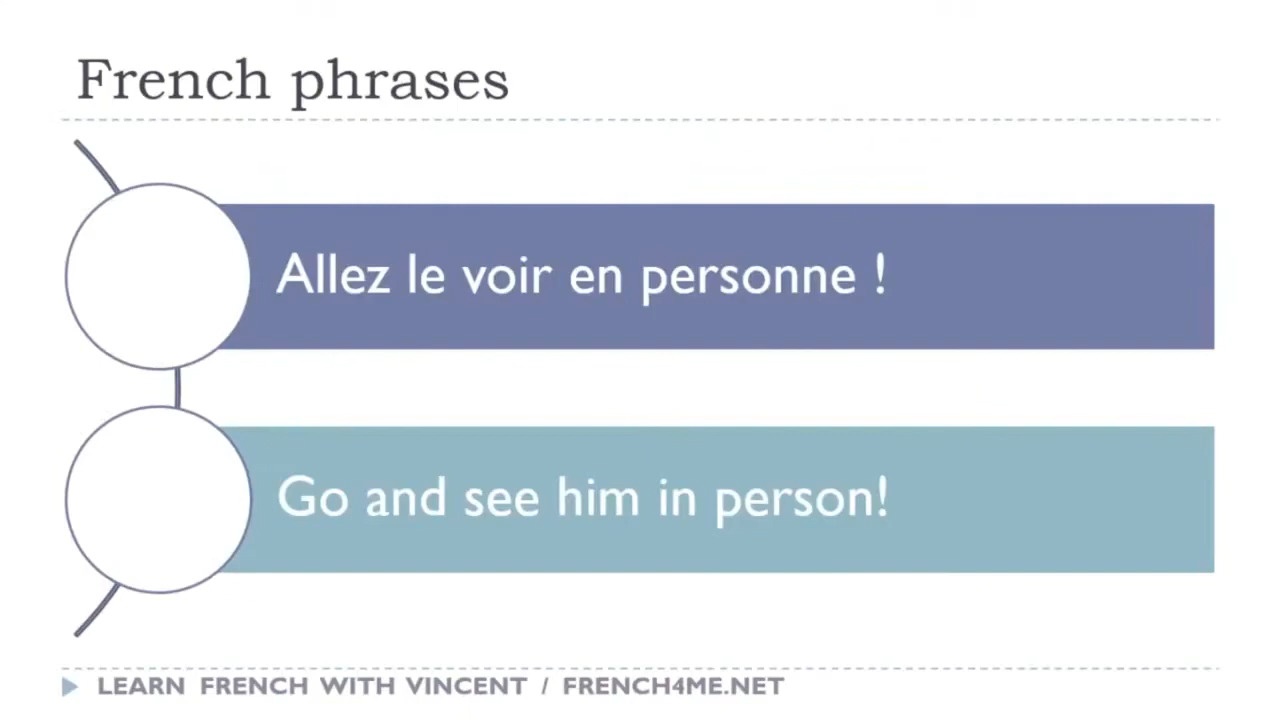 French phrases
Allez le voir en personne !
Go and see him in person!
LEARN FRENCH WITH VINCENT / FRENCH4ME.NET